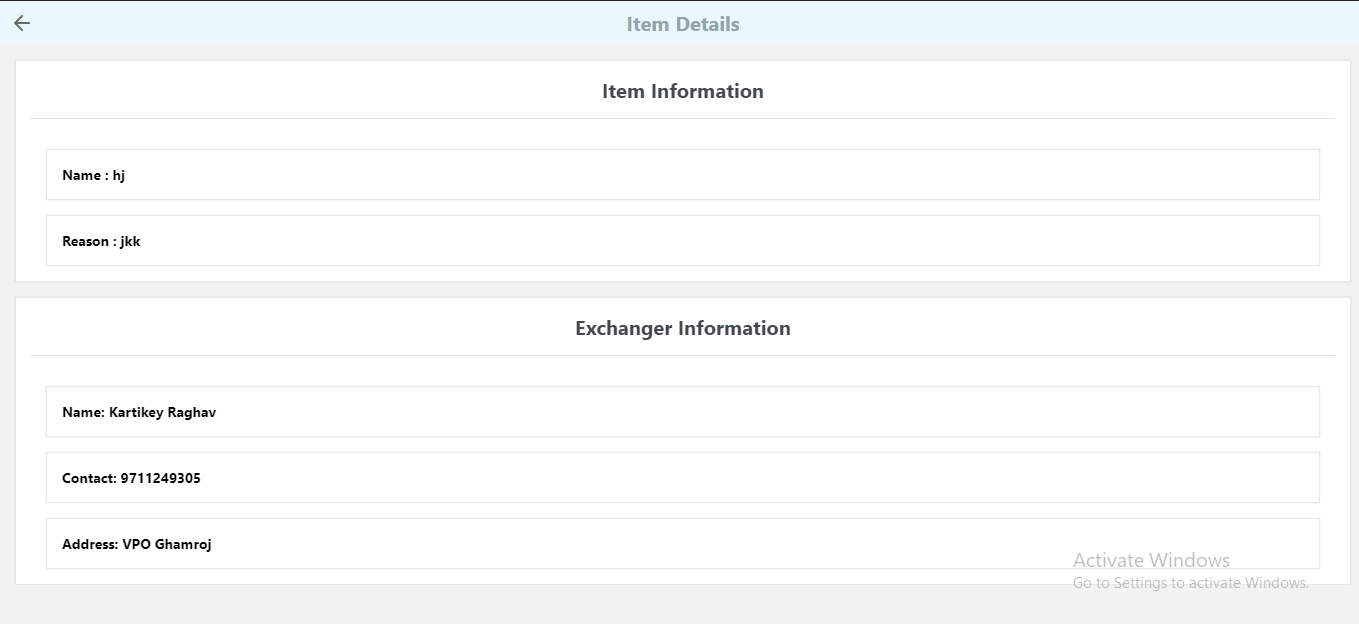 Item Details
Item Information
Name : hj
Reason : jkk
Exchanger Information
Name: Kartikey Raghav
Contact: 9711249305
Address: VPO Ghamroj
Activate Windows
Go to Settings to activate Windows.